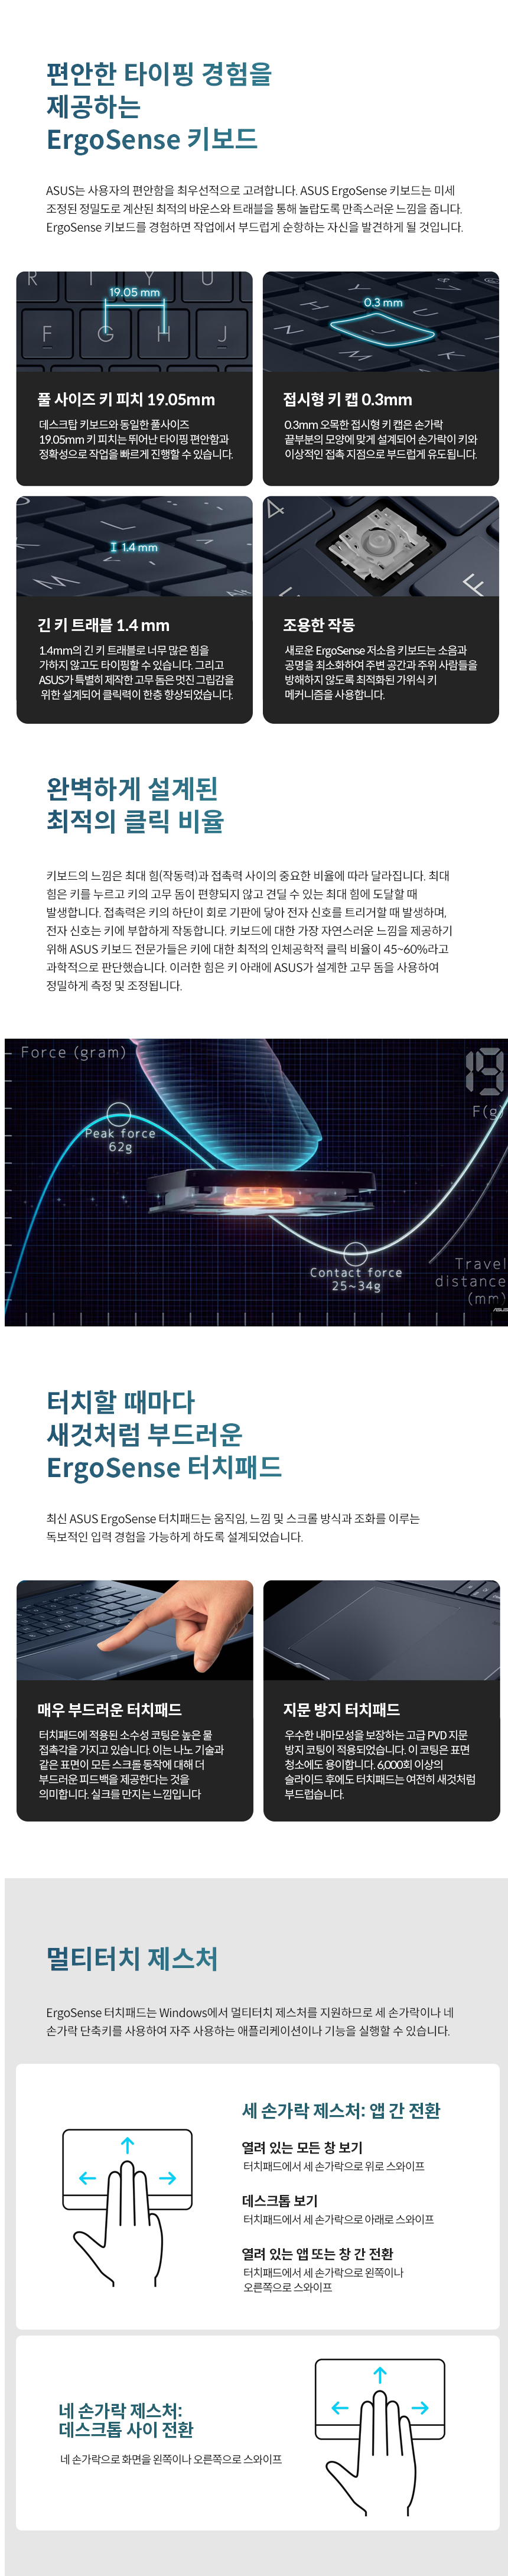 편안한 타이핑 경험을
제공하는
ErgoSense 키보드
ASUS는 사용자의 편안함을 최우선적으로 고려합니다. ASUS ErgoSense 키보드는 미세
조정된 정밀도로 계산된 최적의 바운스와 트래블을 통해 놀랍도록 만족스러운 느낌을 줍니다.
ErgoSense 키보드를 경험하면 작업에서 부드럽게 순항하는 자신을 발견하게 될 것입니다.
R T Y U
19.05 mm
F G H J
0.3 mm
풀 사이즈 키 피치 19.05mm
데스크탑 키보드와 동일한 풀사이즈
19.05mm 키 피치는 뛰어난 타이핑 편안함과
정확성으로 작업을 빠르게 진행할 수 있습니다.
접시형 키 캡 0.3mm
0.3mm 오목한 접시형 키 캡은 손가락
끝부분의 모양에 맞게 설계되어 손가락이 키와
이상적인 접촉 지점으로 부드럽게 유도됩니다.
1.4 mm
긴 키 트래블 1.4 mm
1.4mm의 긴 키 트래블로 너무 많은 힘을
가하지 않고도 타이핑할 수 있습니다. 그리고
ASUS가 특별히 제작한 고무 돔은 멋진 그립감을
위한 설계되어 클릭력이 한층 향상되었습니다.
조용한 작동
새로운 ErgoSense 저소음 키보드는 소음과
공명을 최소화하여 주변 공간과 주위 사람들을
방해하지 않도록 최적화된 가위식 키
메커니즘을 사용합니다.
완벽하게 설계된
최적의 클릭 비율
키보드의 느낌은 최대 힘(작동력)과 접촉력 사이의 중요한 비율에 따라 달라집니다. 최대
힘은 키를 누르고 키의 고무 돔이 편향되지 않고 견딜 수 있는 최대 힘에 도달할 때
발생합니다. 접촉력은 키의 하단이 회로 기판에 닿아 전자 신호를 트리거할 때 발생하며,
전자 신호는 키에 부합하게 작동합니다. 키보드에 대한 가장 자연스러운 느낌을 제공하기
위해 ASUS 키보드 전문가들은 키에 대한 최적의 인체공학적 클릭 비율이 45~60%라고
과학적으로 판단했습니다. 이러한 힘은 키 아래에 ASUS가 설계한 고무 돔을 사용하여
정밀하게 측정 및 조정됩니다.
Force (gram)
19
F(g)
Peak force
62g
Contact force
25~34g
Travel
distance
(mm)
터치할 때마다
새것처럼 부드러운
ErgoSense 터치패드
최신 ASUS ErgoSense 터치패드는 움직임, 느낌 및 스크롤 방식과 조화를 이루는
독보적인 입력 경험을 가능하게 하도록 설계되었습니다.
매우 부드러운 터치패드
터치패드에 적용된 소수성 코팅은 높은 물
접촉각을 가지고 있습니다. 이는 나노 기술과
같은 표면이 모든 스크롤 동작에 대해 더
부드러운 피드백을 제공한다는 것을
의미합니다. 실크를 만지는 느낌입니다
지문 방지 터치패드
우수한 내마모성을 보장하는 고급 PVD 지문
방지 코팅이 적용되었습니다. 이 코팅은 표면
청소에도 용이합니다. 6,000회 이상의
슬라이드 후에도 터치패드는 여전히 새것처럼
부드럽습니다.
멀티터치 제스처
ErgoSense 터치패드는 Windows에서 멀티터치 제스처를 지원하므로 세 손가락이나 네
손가락 단축키를 사용하여 자주 사용하는 애플리케이션이나 기능을 실행할 수 있습니다.
세 손가락 제스처: 앱 간 전환
열려 있는 모든 창 보기
터치패드에서 세 손가락으로 위로 스와이프
데스크톱 보기
터치패드에서 세 손가락으로 아래로 스와이프
열려 있는 앱 또는 창 간 전환
터치패드에서 세 손가락으로 왼쪽이나
오른쪽으로 스와이프
네 손가락 제스처:
데스크톱 사이 전환
네 손가락으로 화면을 왼쪽이나 오른쪽으로 스와이프